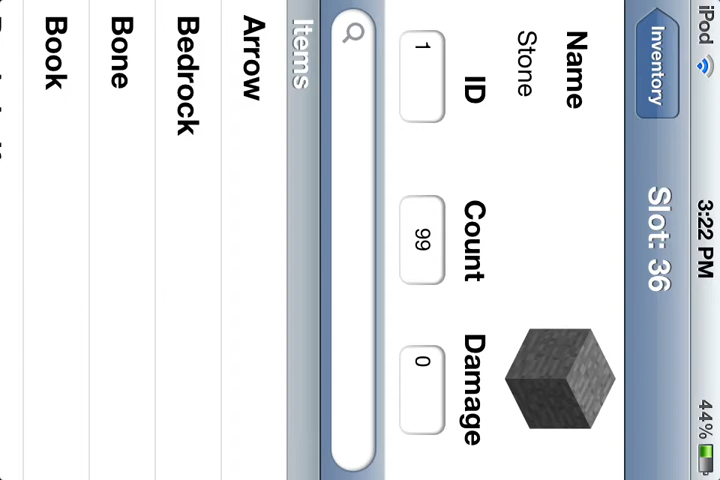 iPod 3:22 PM 44%
Inventory Slot: 36
Name
Stone
ID Count Damage
1 99 0
Items
Arrow
Bedrock
Bone
Book